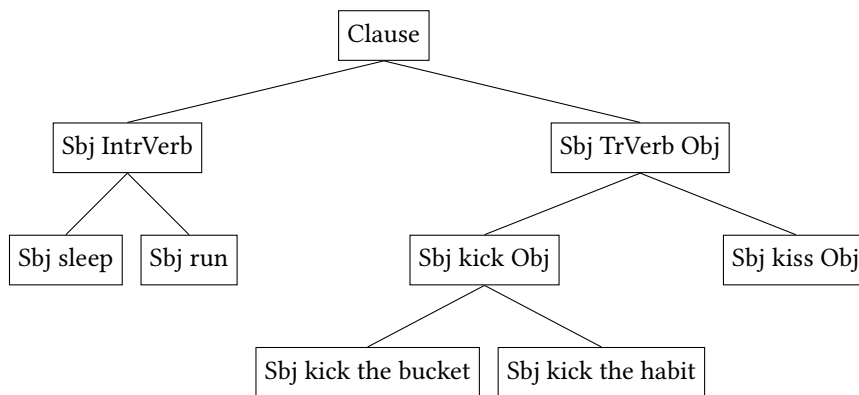 Clause
Sbj IntrVerb
Sbj TrVerb Obj
Sbj sleep
Sbj run
Sbj kick Obj
Sbj kiss Obj
Sbj kick the bucket
Sbj kick the habit